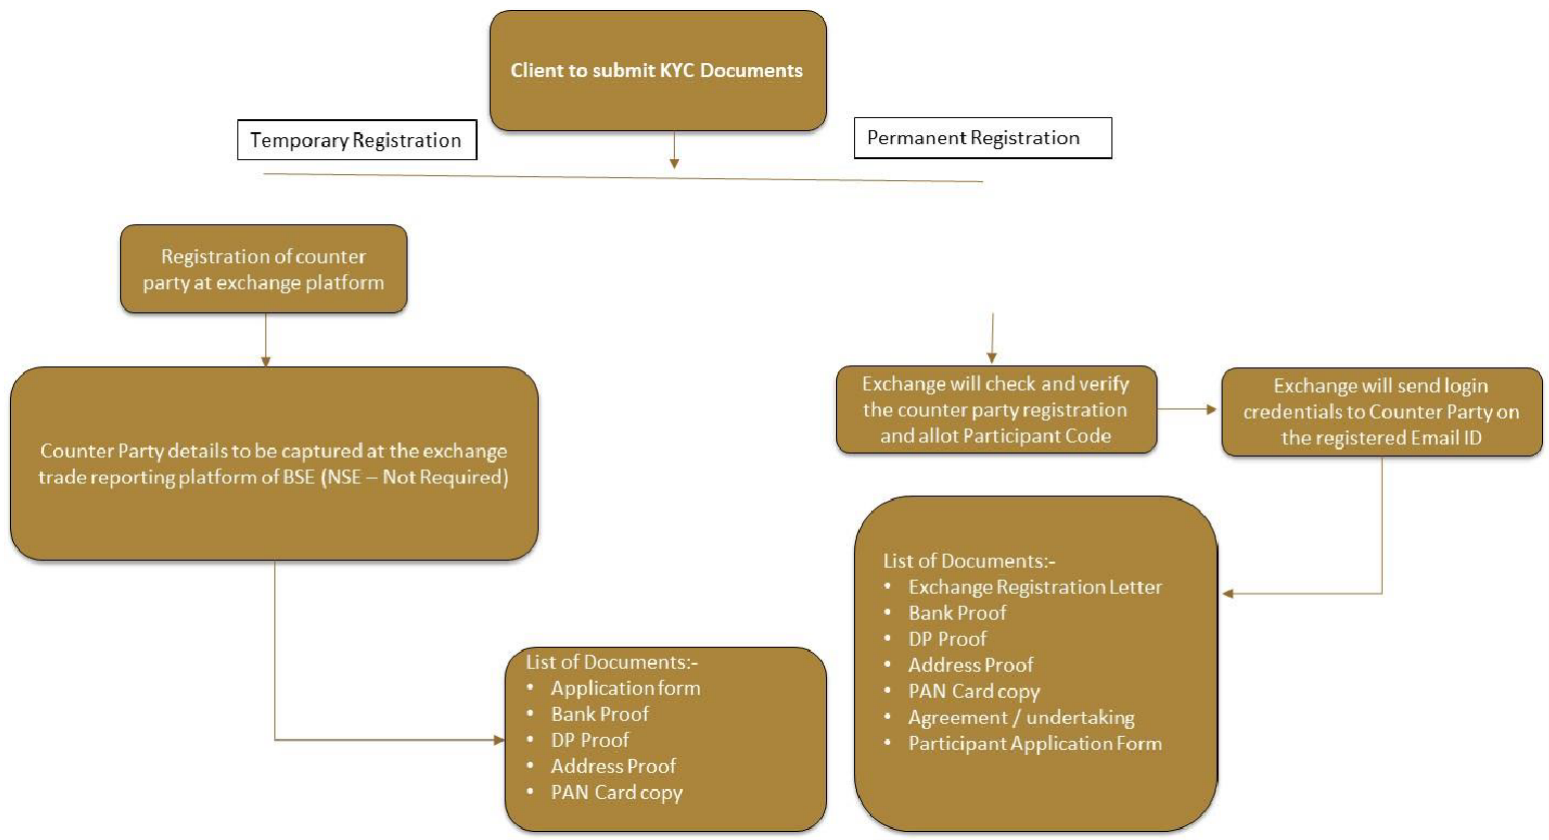 Client to submit KYC Documents
Temporary Registration
Permanent Registration
Registration of counter
party at exchange platform
Counter Party details to be captured at the exchange
trade reporting platform of BSE (NSE – Not Required)
Exchange will check and verify
the counter party registration
and allot Participant Code
Exchange will send login
credentials to Counter Party on
the registered Email ID
List of Documents:-
• Application form
• Bank Proof
• DP Proof
• Address Proof
• PAN Card copy
List of Documents:-
• Exchange Registration Letter
• Bank Proof
• DP Proof
• Address Proof
• PAN Card copy
• Agreement / undertaking
• Participant Application Form